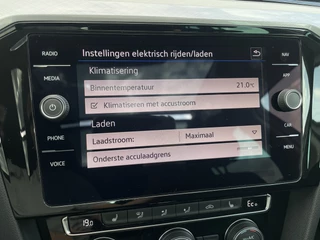 RADIO
MEDIA
PHONE
VOICE
Instellingen elektrisch rijden/laden
Klimatisering
Binnentemperatuur 21.0°C
Klimatiseren met accustroom
Laden
Laadstroom: Maximaal
Onderste acculaadgrens
NAV
APP
CAR
MENU
19.0